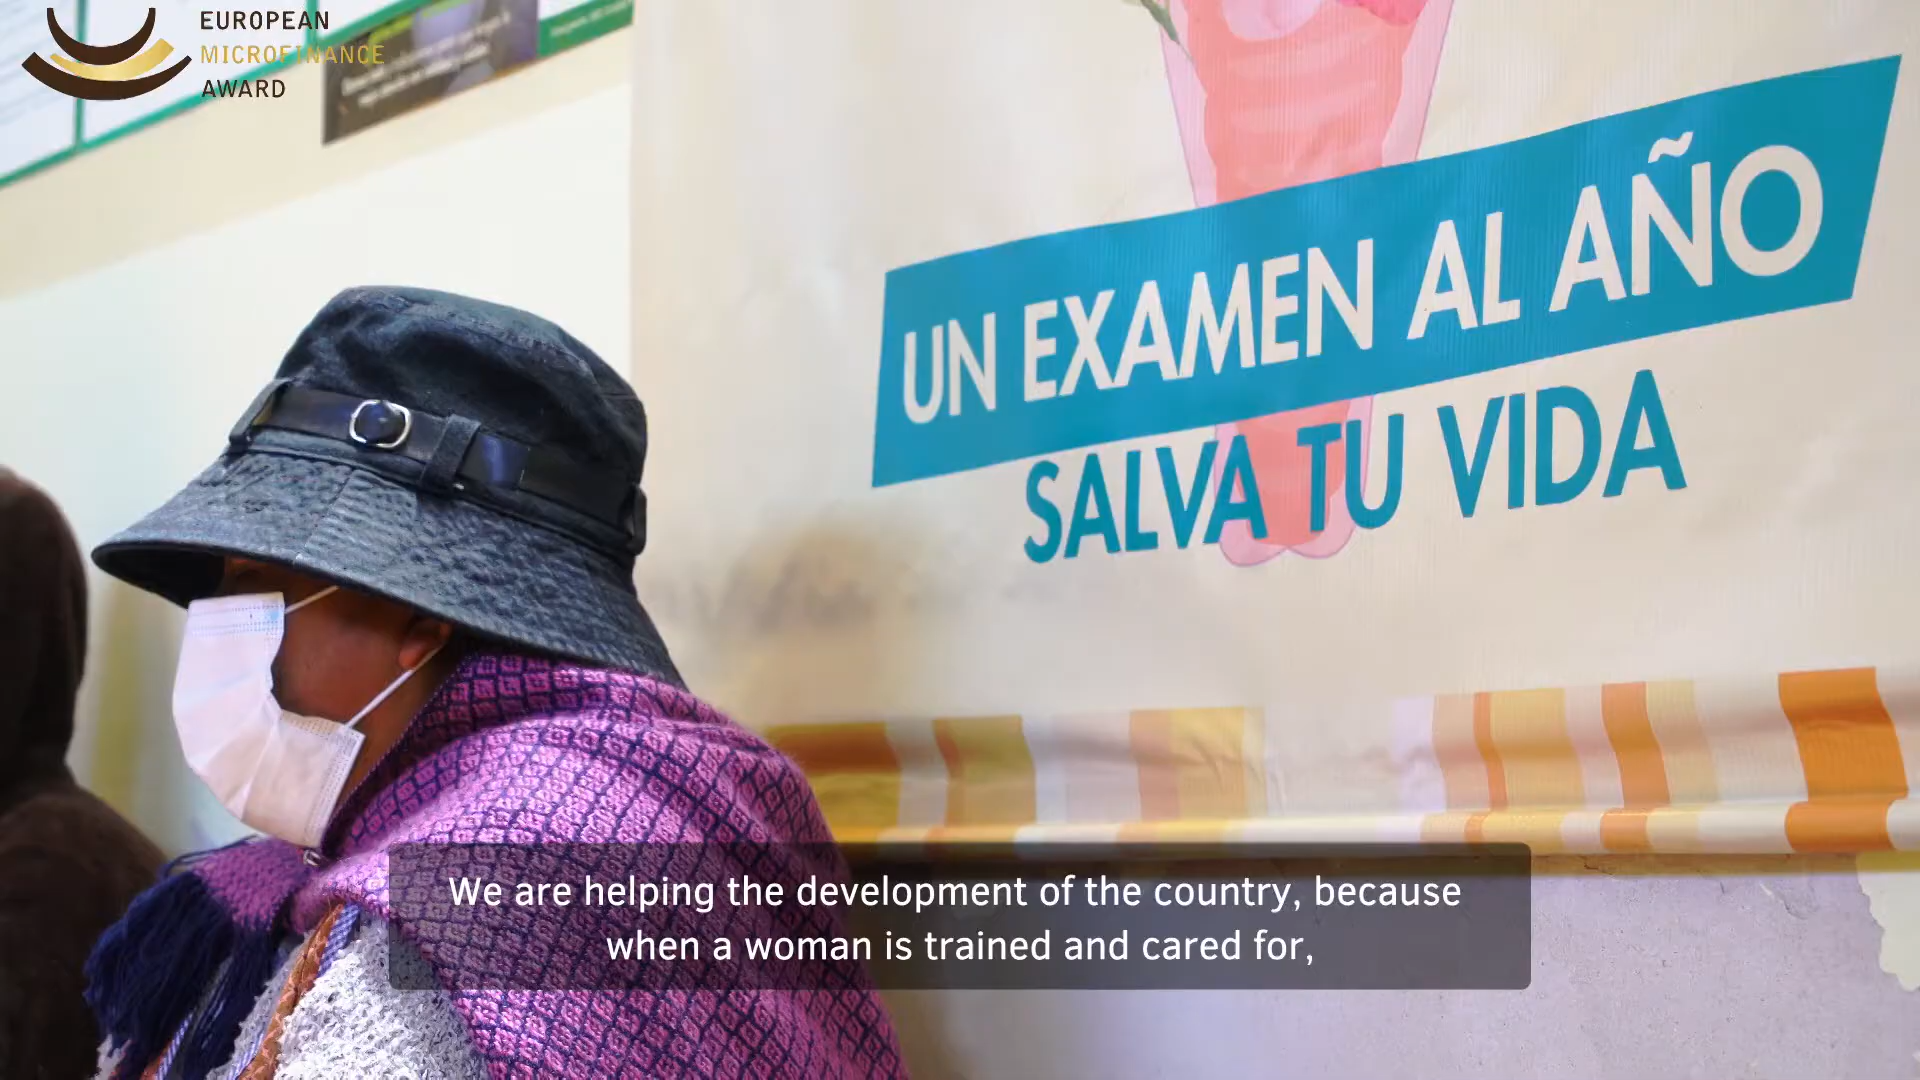 EUROPEAN
MICROFINANCE
AWARD
UN EXAMEN AL AÑO
SALVA TU VIDA
We are helping the development of the country, because
when a woman is trained and cared for,